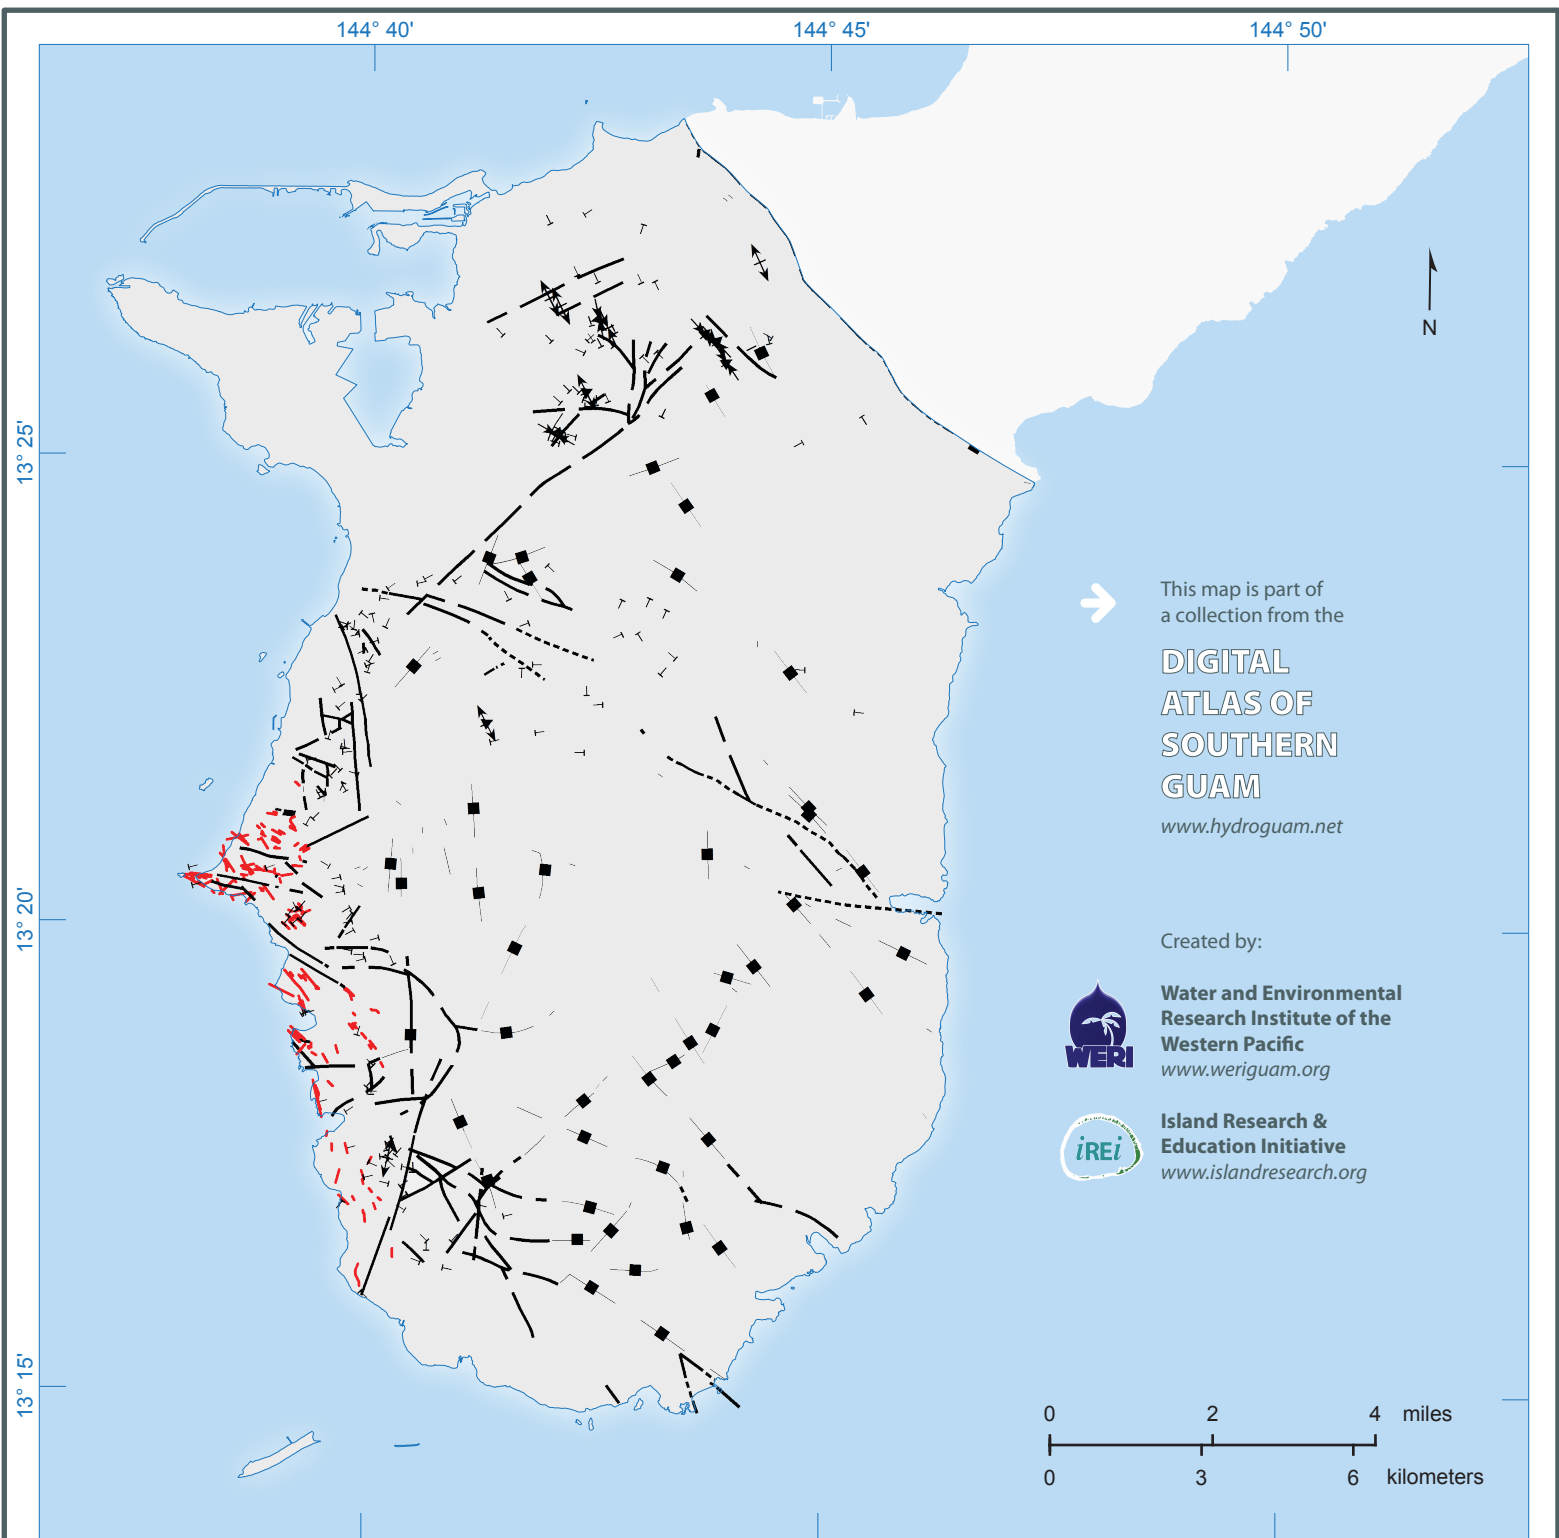 144° 40'
144° 45'
144° 50'
N
13° 25'
This map is part of
a collection from the
DIGITAL
ATLAS OF
SOUTHERN
GUAM
www.hydroguam.net
13° 20'
Created by:
Water and Environmental
Research Institute of the
Western Pacific
www.weriguam.org
WERI
Island Research &
Education Initiative
www.islandresearch.org
iREi
13° 15'
0 2 4 miles
0 3 6 kilometers